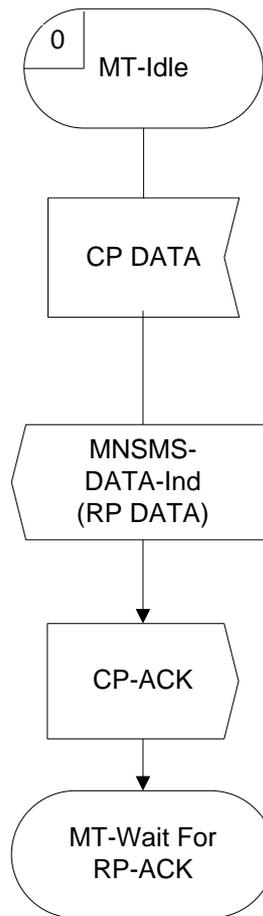 0
MT-Idle
CP DATA
MNSMS-
DATA-Ind
(RP DATA)
CP-ACK
MT-Wait For
RP-ACK